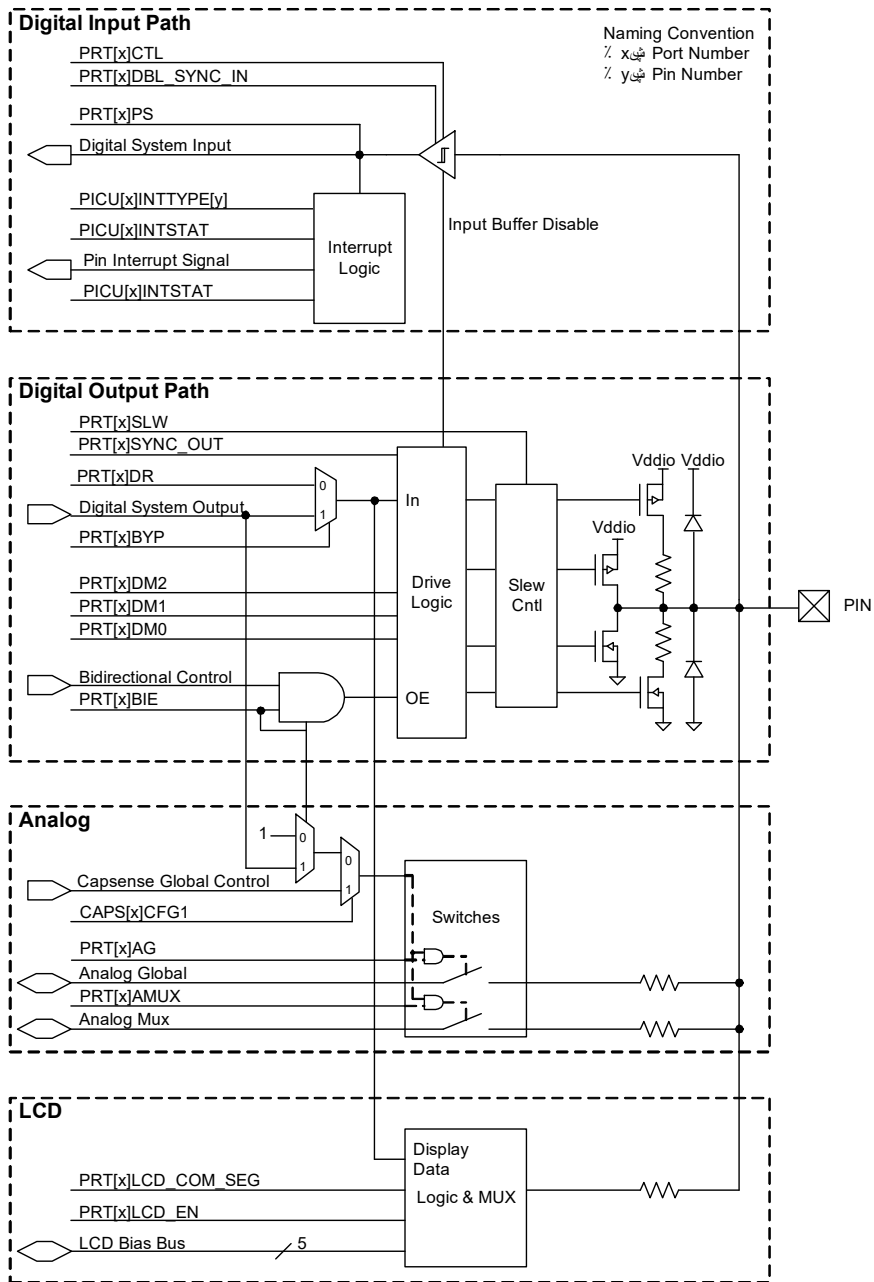 Digital Input Path
Naming Convention
x Port Number
y Pin Number
PRT[x]CTL
PRT[x]DBL_SYNC_IN
PRT[x]PS
Digital System Input
PICU[x]INTTYPE[y]
PICU[x]INTSTAT
Pin Interrupt Signal
PICU[x]INTSTAT
Interrupt
Logic
Input Buffer Disable
Digital Output Path
PRT[x]SLW
PRT[x]SYNC_OUT
PRT[x]DR
Digital System Output
PRT[x]BYP
0
1
PRT[x]DM2
PRT[x]DM1
PRT[x]DM0
Bidirectional Control
PRT[x]BIE
In
Drive
Logic
OE
Slew
Cntl
Vddio Vddio
Vddio
PIN
Analog
1
0
1
0
1
Capsense Global Control
CAPS[x]CFG1
PRT[x]AG
Analog Global
PRT[x]AMUX
Analog Mux
Switches
LCD
PRT[x]LCD_COM_SEG
PRT[x]LCD_EN
LCD Bias Bus
5
Display
Data
Logic & MUX